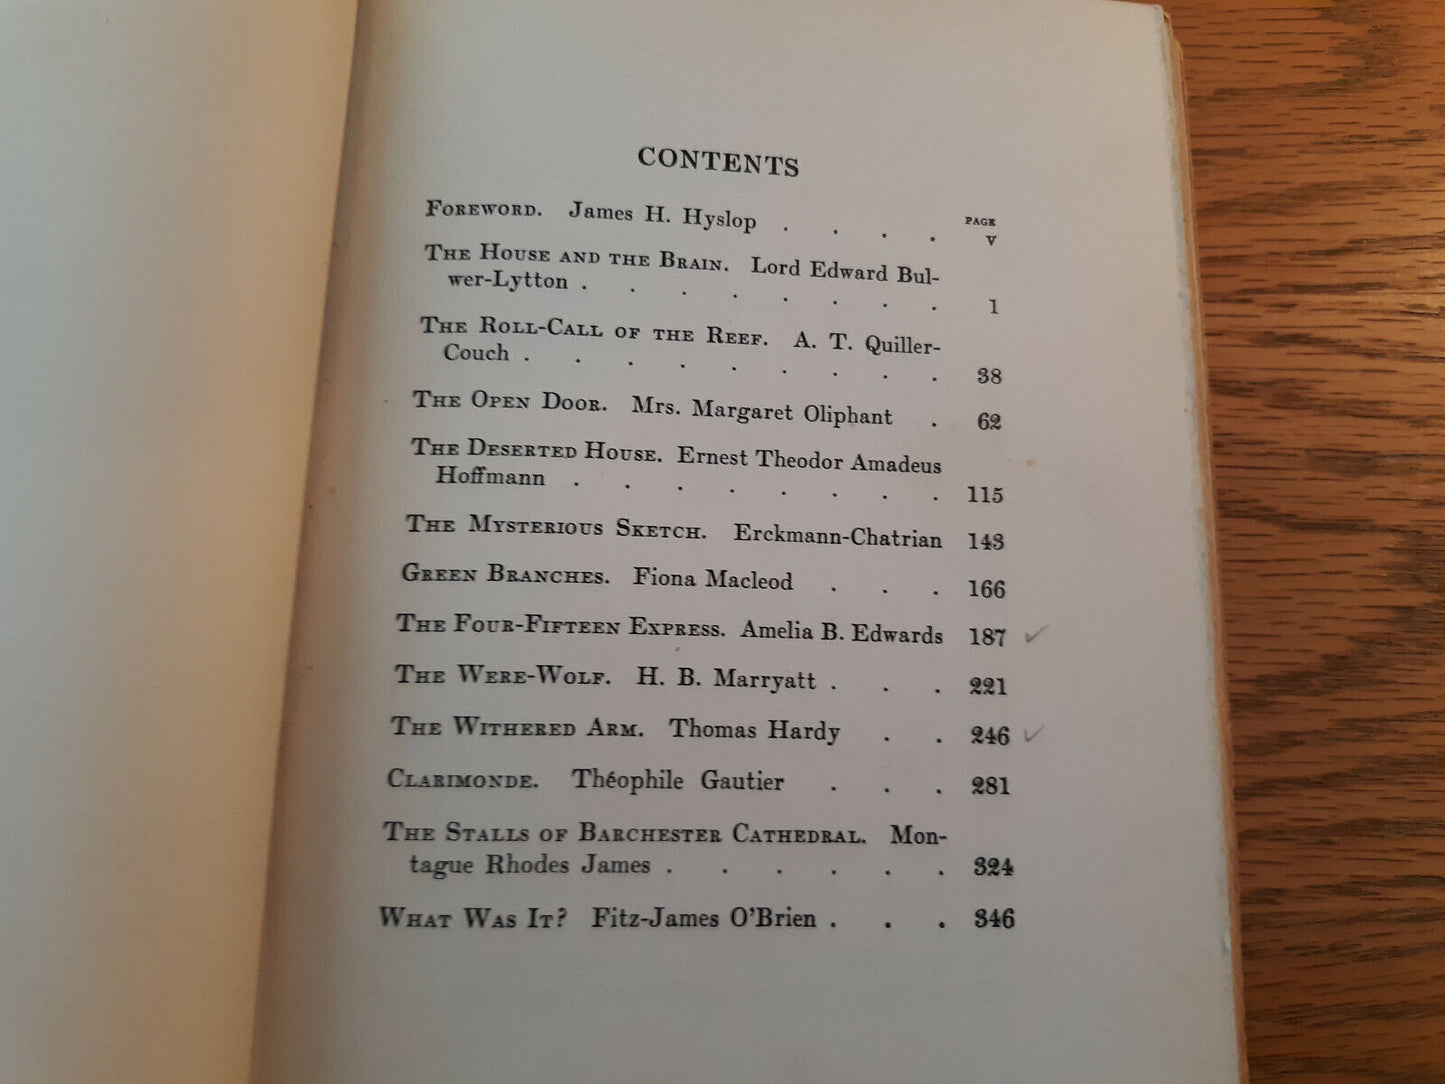 CONTENTS
PAGE
FOREWORD. James H. Hyslop . . . . V
THE HOUSE AND THE BRAIN. Lord Edward Bul-
wer-Lytton . . . . . . . . 1
THE ROLL-CALL OF THE REEF. A. T. Quiller-
Couch . . . . . . . . . 38
THE OPEN DOOR. Mrs. Margaret Oliphant . 62
THE DESERTED HOUSE. Ernest Theodor Amadeus
Hoffmann . . . . . . . . 115
THE MYSTERIOUS SKETCH. Erckmann-Chatrian 143
GREEN BRANCHES. Fiona Macleod . . . 166
THE FOUR-FIFTEEN EXPRESS. Amelia B. Edwards 187
THE WERE-WOLF. H. B. Marryatt . . . 221
THE WITHERED ARM. Thomas Hardy . . 246
CLARIMONDE. Théophile Gautier . . . 281
THE STALLS OF BARCHESTER CATHEDRAL. Mon-
tague Rhodes James . . . . . . 324
WHAT WAS IT? Fitz-James O'Brien . . . 346